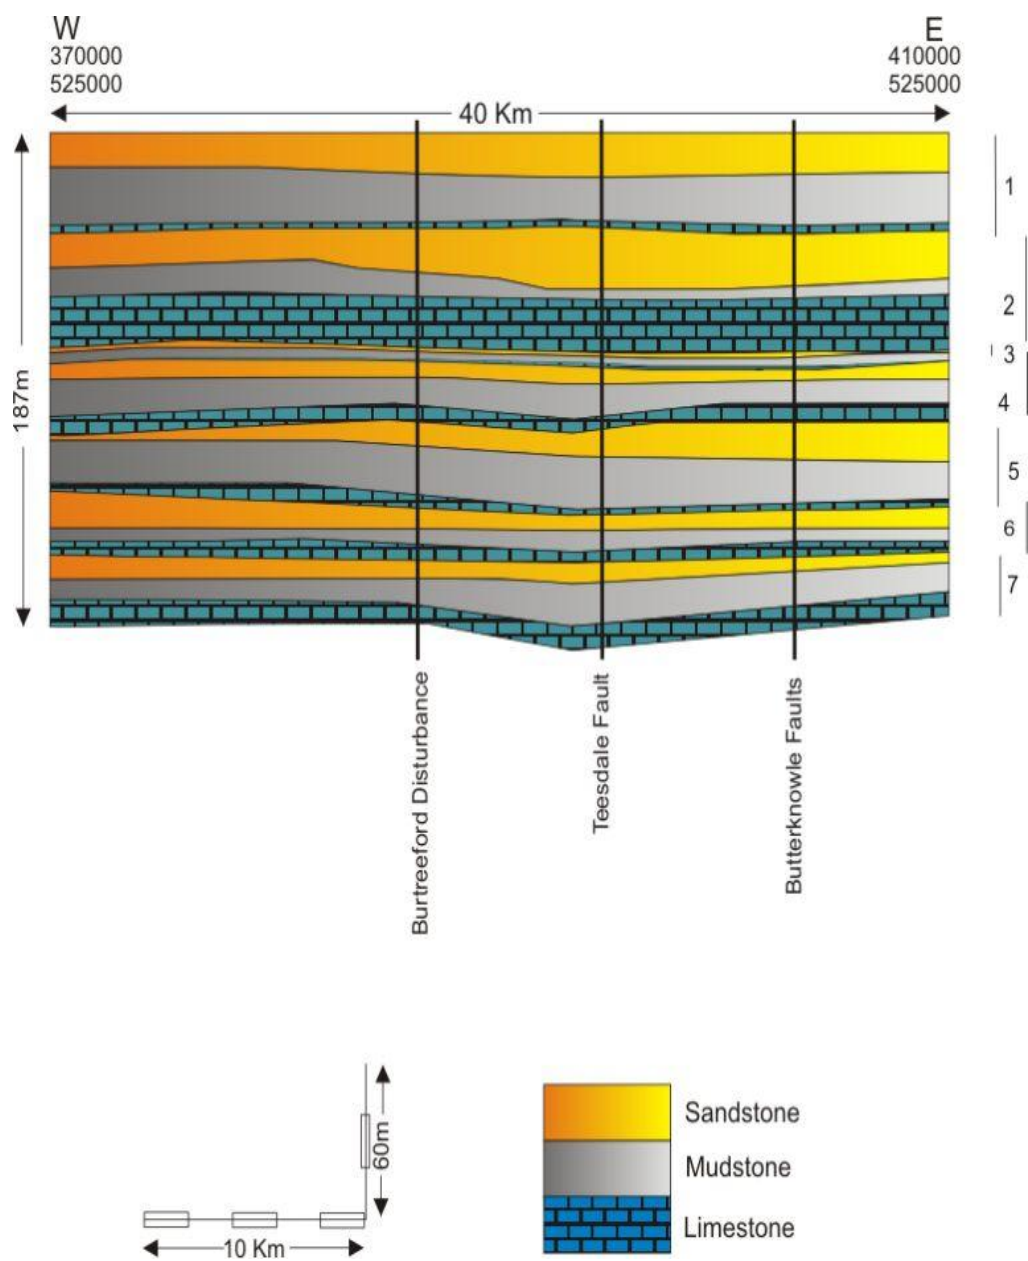 W
370000
525000
E
410000
525000
40 Km
187m
1
2
3
4
5
6
7
Burtreeford Disturbance
Teesdale Fault
Butterknowle Faults
60m
10 Km
Sandstone
Mudstone
Limestone